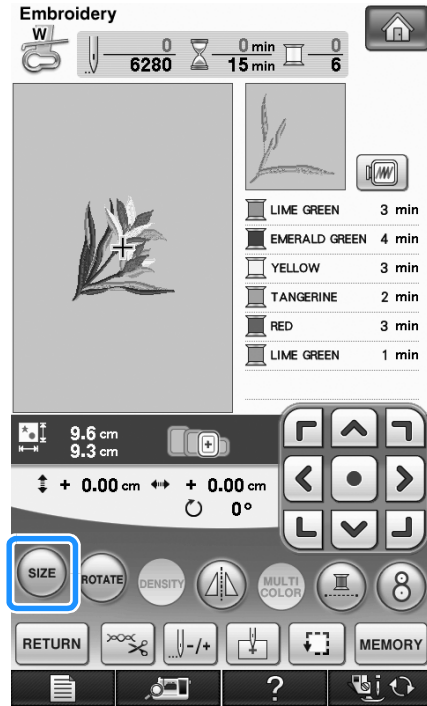 Embroidery
W
0 0 min 0
6280 15 min 6
LIME GREEN 3 min
EMERALD GREEN 4 min
YELLOW 3 min
TANGERINE 2 min
RED 3 min
LIME GREEN 1 min
9.6 cm
9.3 cm
+ 0.00 cm + 0.00 cm
0°
SIZE ROTATE DENSITY MULTI COLOR 8
RETURN -/+ MEMORY
?